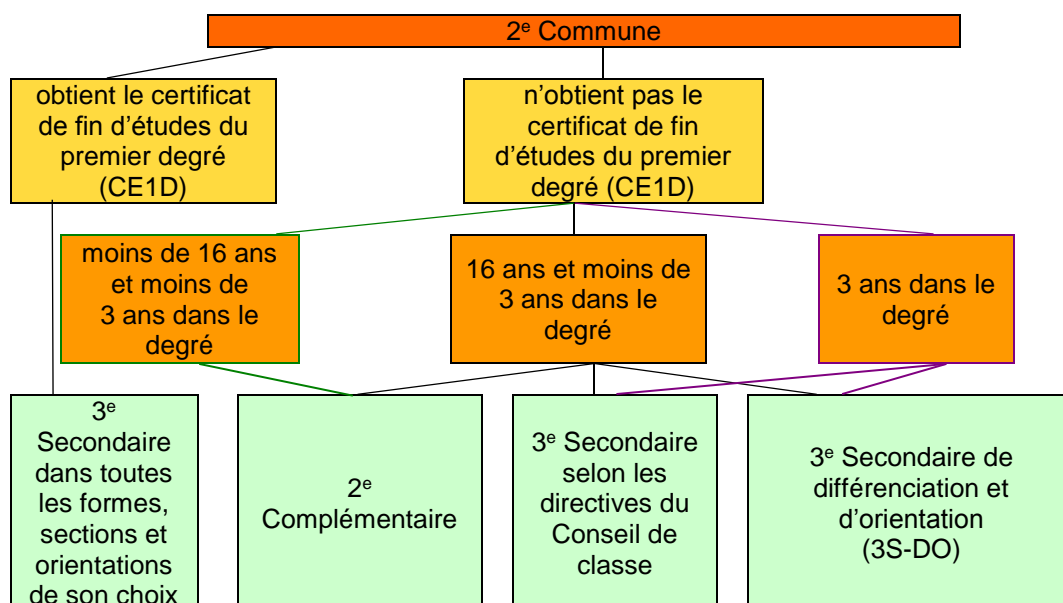 2e Commune
obtient le certificat
de fin d'études du
premier degré
(CE1D)
n'obtient pas le
certificat de fin
d'études du premier
degré (CE1D)
moins de 16 ans
et moins de
3 ans dans le
degré
16 ans et moins de
3 ans dans le
degré
3 ans dans le
degré
3e
Secondaire
dans toutes
les formes,
sections et
orientations
de son choix
2e
Complémentaire
3e Secondaire
selon les
directives du
Conseil de
classe
3e Secondaire de
différenciation et
d'orientation
(3S-DO)